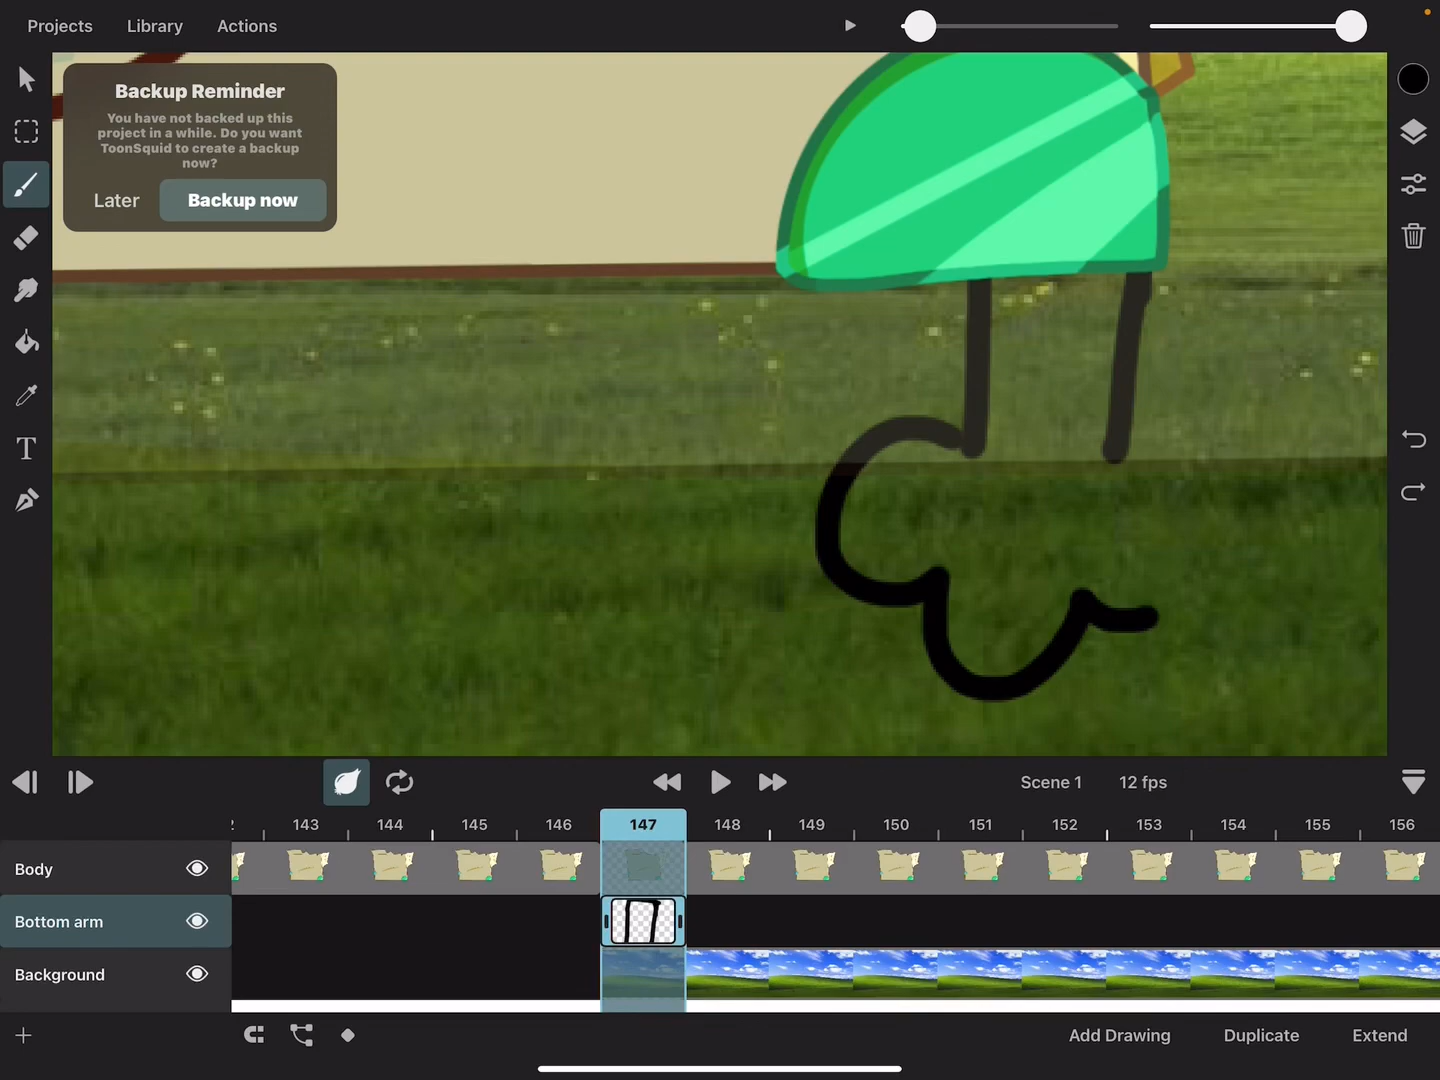 Projects Library Actions
Backup Reminder
You have not backed up this
project in a while. Do you want
ToonSquid to create a backup
now?
Later Backup now
T
Scene 1 12 fps
143 144 145 146 147 148 149 150 151 152 153 154 155 156
Body
Bottom arm
Background
Add Drawing Duplicate Extend